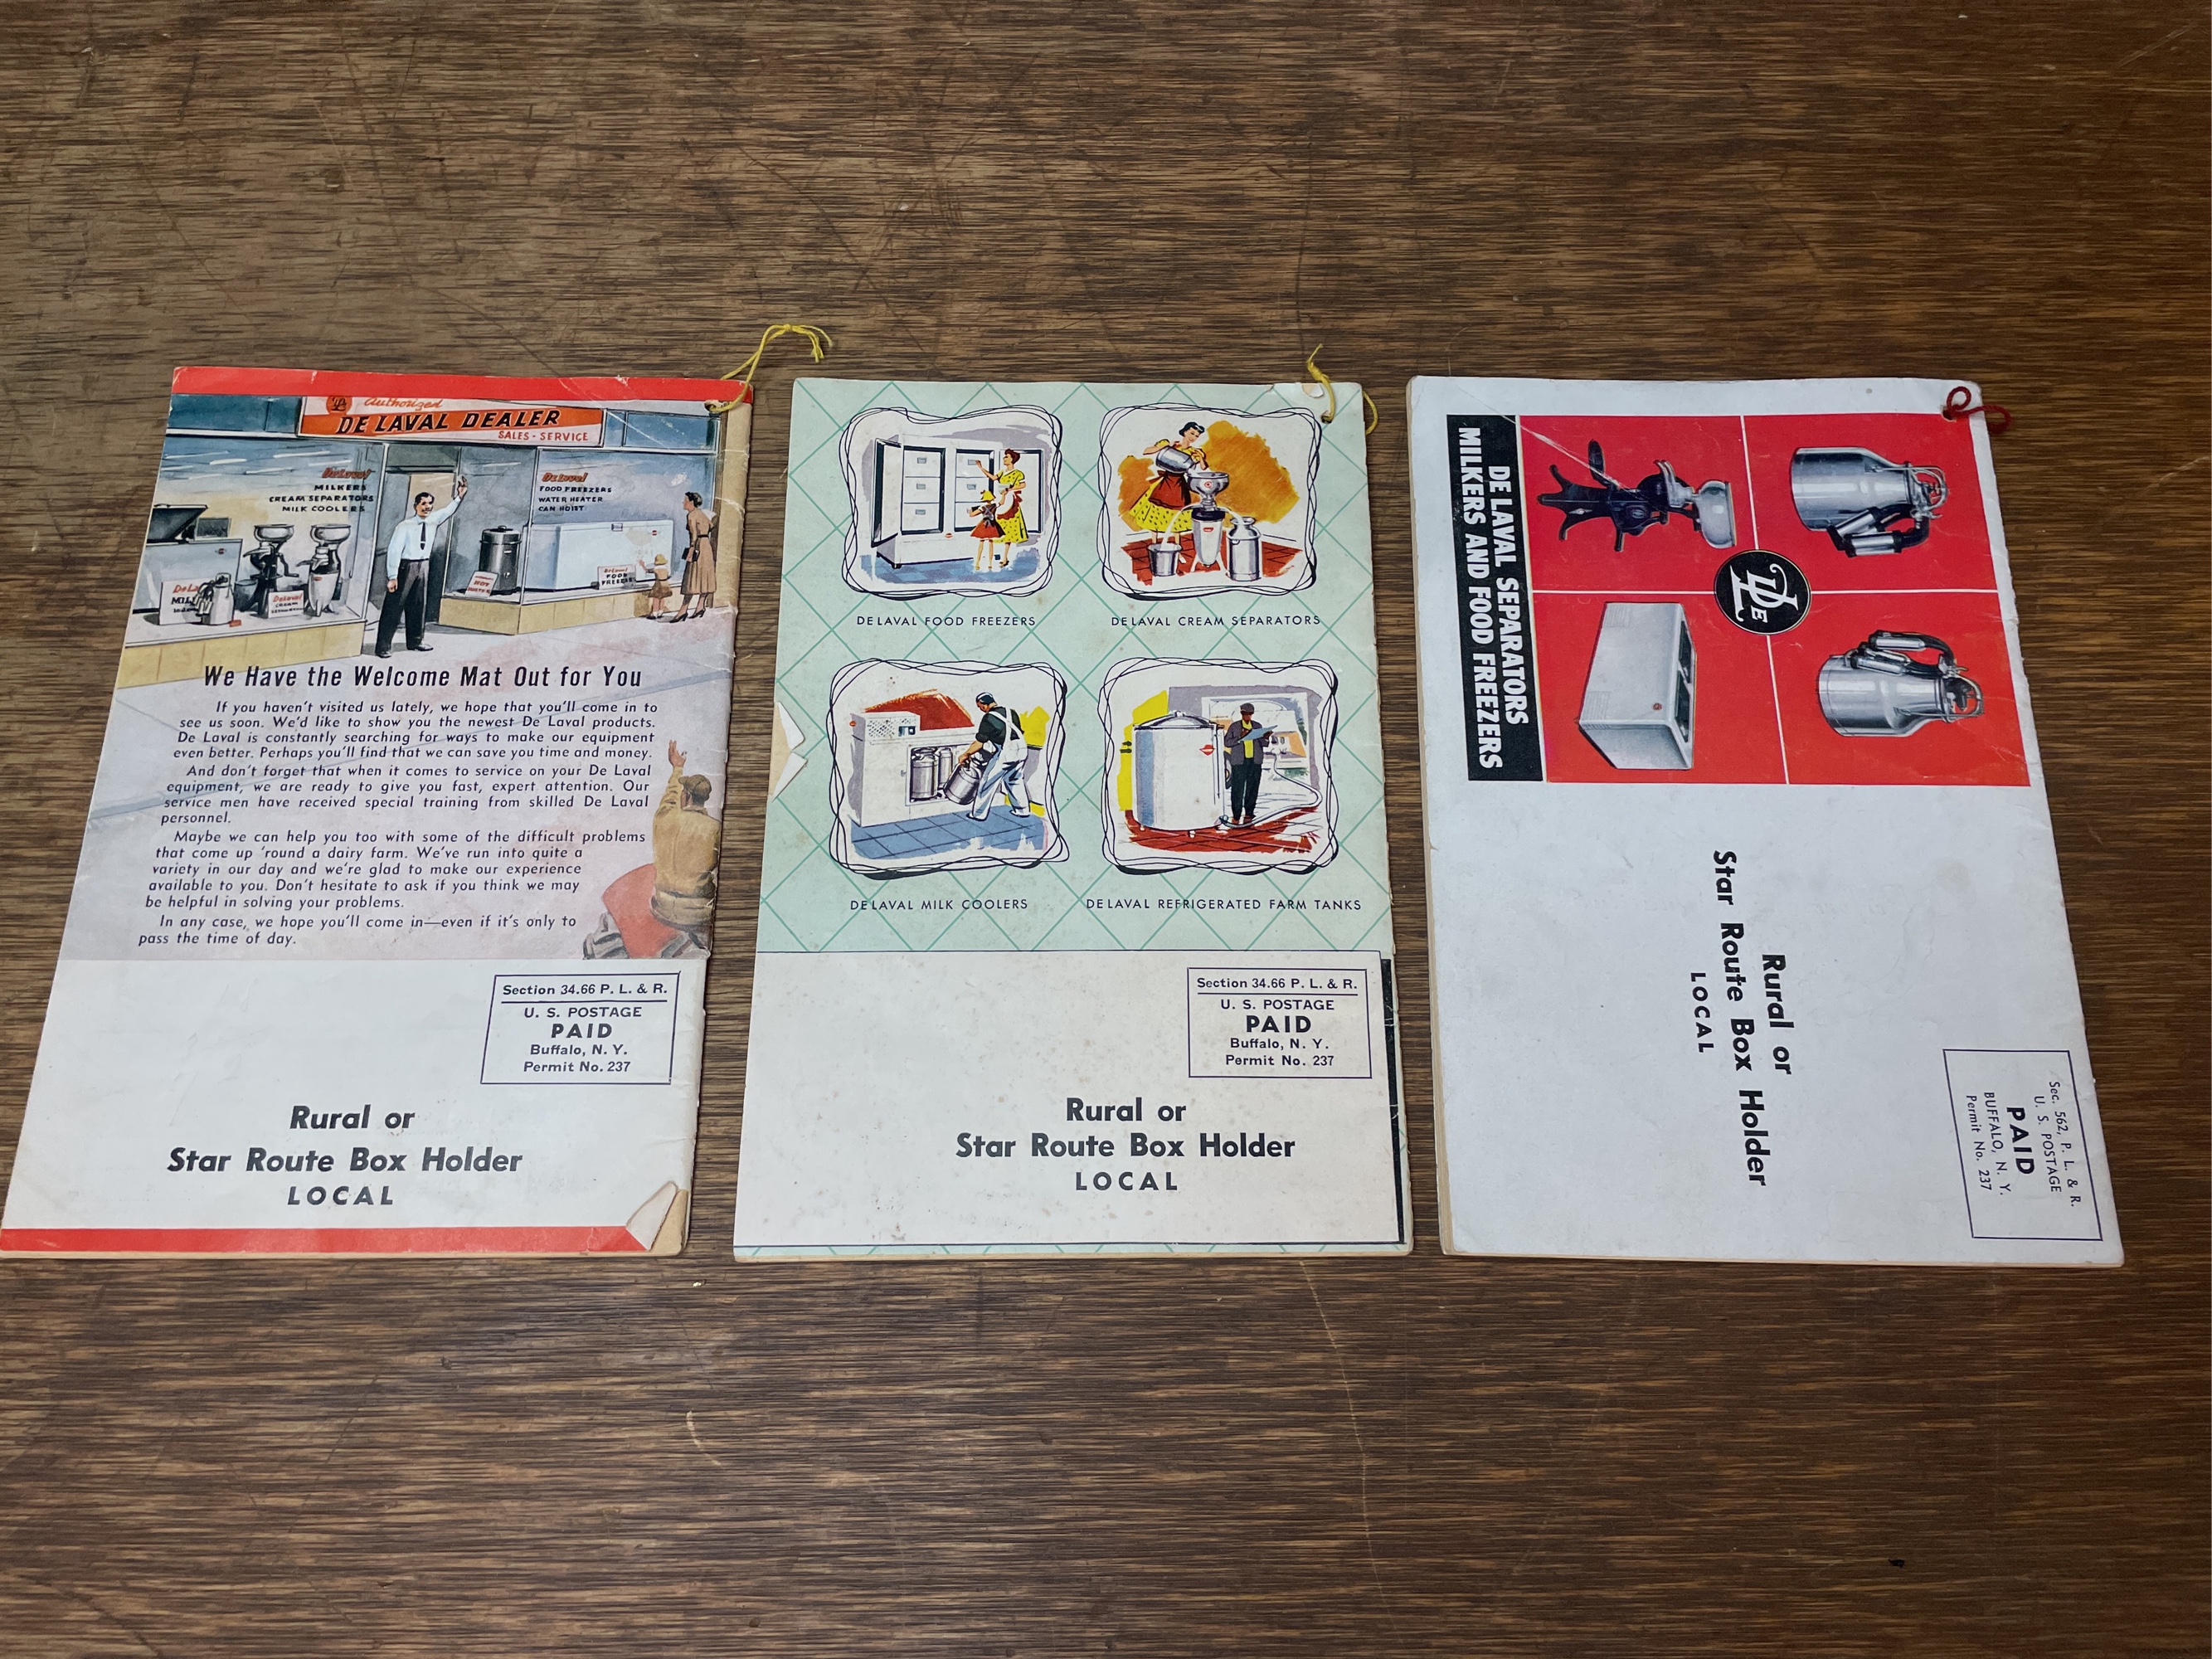 Authorized
DE LAVAL DEALER
SALES - SERVICE
De Laval
MILKERS
CREAM SEPARATORS
MILK COOLERS
De Laval
FOOD FREEZERS
WATER HEATER
CAN HOIST
De Laval
CREAM
De Laval
FOOD
We Have the Welcome Mat Out for You
If you haven't visited us lately, we hope that you'll come in to
see us soon. We'd like to show you the newest De Laval products.
De Laval is constantly searching for ways to make our equipment
even better. Perhaps you'll find that we can save you time and money.
And don't forget that when it comes to service on your De Laval
equipment, we are ready to give you fast, expert attention. Our
service men have received special training from skilled De Laval
personnel.
Maybe we can help you too with some of the difficult problems
that come up 'round a dairy farm. We've run into quite a
variety in our day and we're glad to make our experience
available to you. Don't hesitate to ask if you think we may
be helpful in solving your problems.
In any case, we hope you'll come in—even if it's only to
pass the time of day.
Section 34.66 P. L. & R.
U. S. POSTAGE
PAID
Buffalo, N. Y.
Permit No. 237
Rural or
Star Route Box Holder
LOCAL
DE LAVAL FOOD FREEZERS
DE LAVAL CREAM SEPARATORS
DE LAVAL MILK COOLERS
DE LAVAL REFRIGERATED FARM TANKS
Section 34.66 P. L. & R.
U. S. POSTAGE
PAID
Buffalo, N. Y.
Permit No. 237
Rural or
Star Route Box Holder
LOCAL
DE LAVAL SEPARATORS
MILKERS AND FOOD FREEZERS
DE L
Sec. 562, P. L. & R.
U. S. POSTAGE
PAID
BUFFALO, N. Y.
Permit No. 237
Rural or
Star Route Box Holder
LOCAL